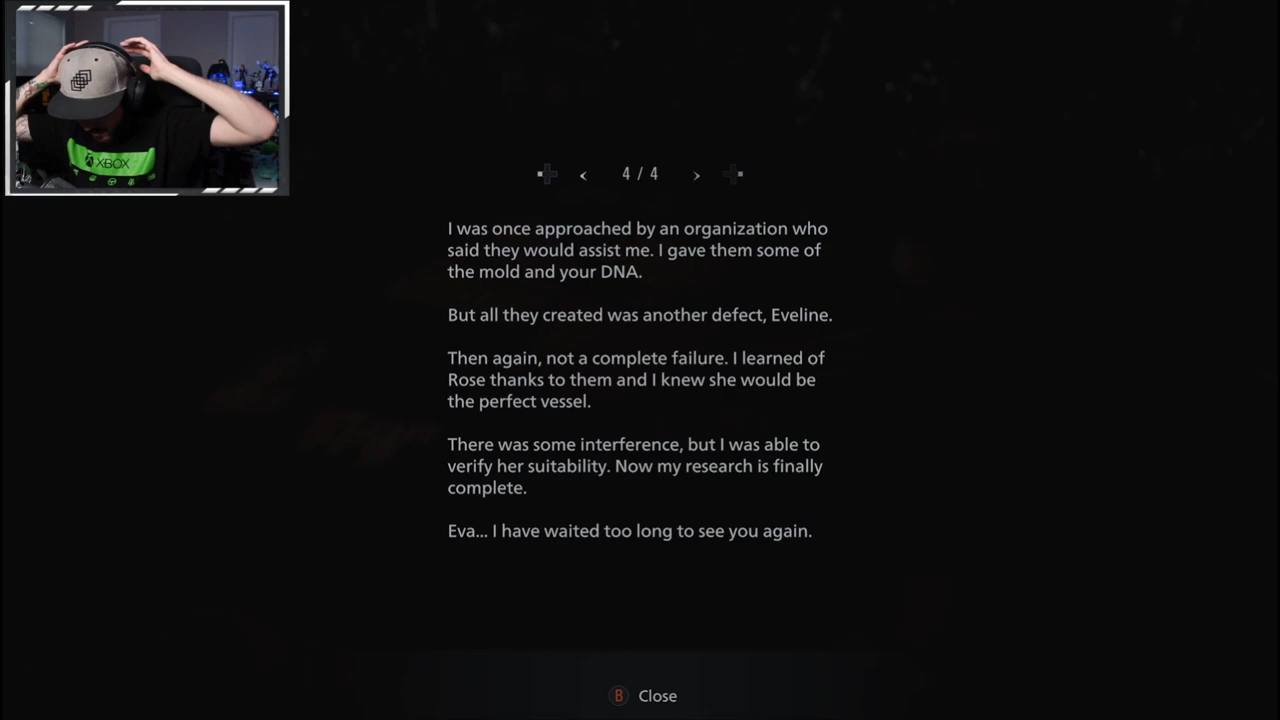 XBOX
< 4 / 4 >
I was once approached by an organization who
said they would assist me. I gave them some of
the mold and your DNA.
But all they created was another defect, Eveline.
Then again, not a complete failure. I learned of
Rose thanks to them and I knew she would be
the perfect vessel.
There was some interference, but I was able to
verify her suitability. Now my research is finally
complete.
Eva... I have waited too long to see you again.
B Close